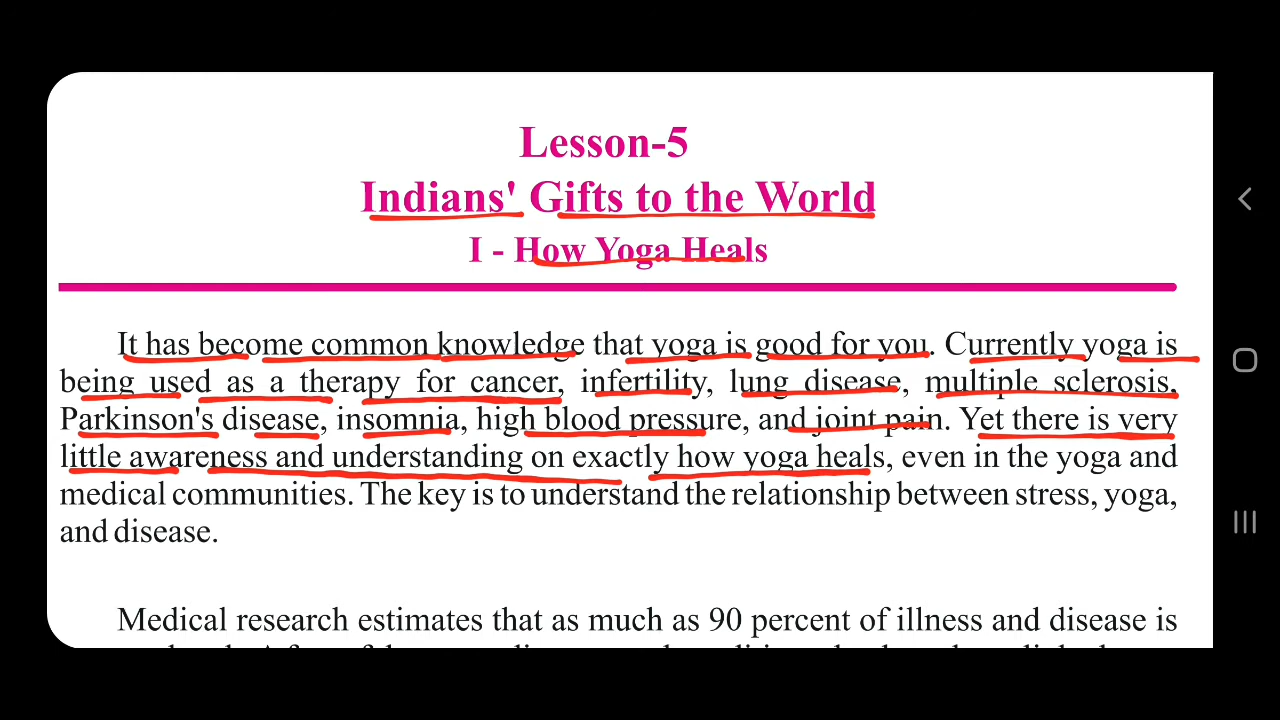 Lesson-5
Indians' Gifts to the World
I - How Yoga Heals
It has become common knowledge that yoga is good for you. Currently yoga is
being used as a therapy for cancer, infertility, lung disease, multiple sclerosis,
Parkinson's disease, insomnia, high blood pressure, and joint pain. Yet there is very
little awareness and understanding on exactly how yoga heals, even in the yoga and
medical communities. The key is to understand the relationship between stress, yoga,
and disease.
Medical research estimates that as much as 90 percent of illness and disease is